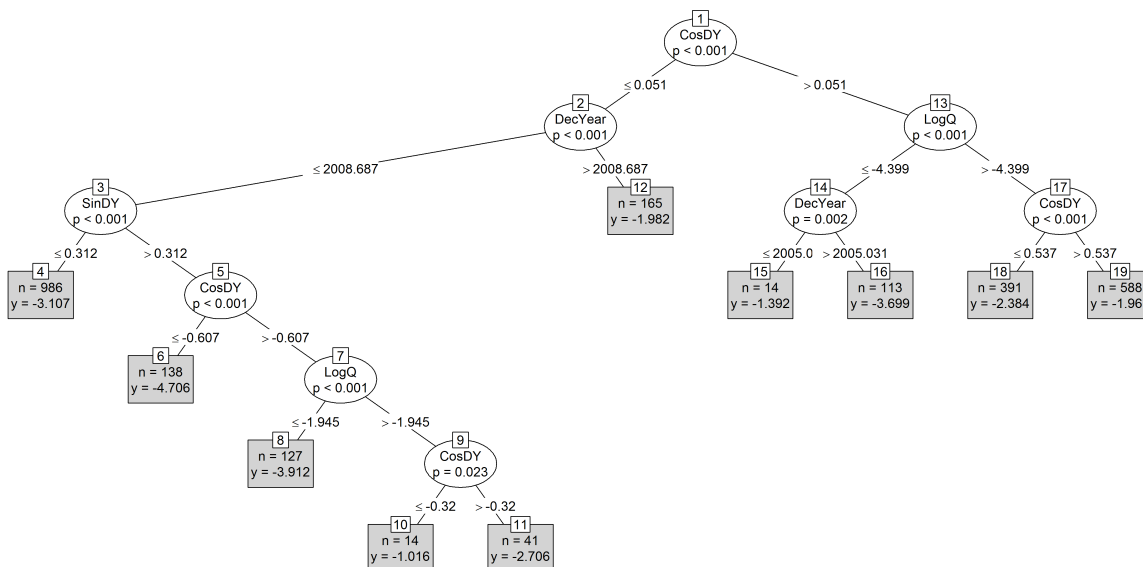 1
CosDY
p < 0.001
≤ 0.051
> 0.051
2
DecYear
p < 0.001
13
LogQ
p < 0.001
≤ 2008.687
> 2008.687
≤ -4.399
> -4.399
3
SinDY
p < 0.001
12
n = 165
y = -1.982
14
DecYear
p = 0.002
17
CosDY
p < 0.001
≤ 0.312
> 0.312
≤ 2005.0
> 2005.031
≤ 0.537
> 0.537
4
n = 986
y = -3.107
5
CosDY
p < 0.001
15
n = 14
y = -1.392
16
n = 113
y = -3.699
18
n = 391
y = -2.384
19
n = 588
y = -1.96
≤ -0.607
> -0.607
6
n = 138
y = -4.706
7
LogQ
p < 0.001
≤ -1.945
> -1.945
8
n = 127
y = -3.912
9
CosDY
p = 0.023
≤ -0.32
> -0.32
10
n = 14
y = -1.016
11
n = 41
y = -2.706